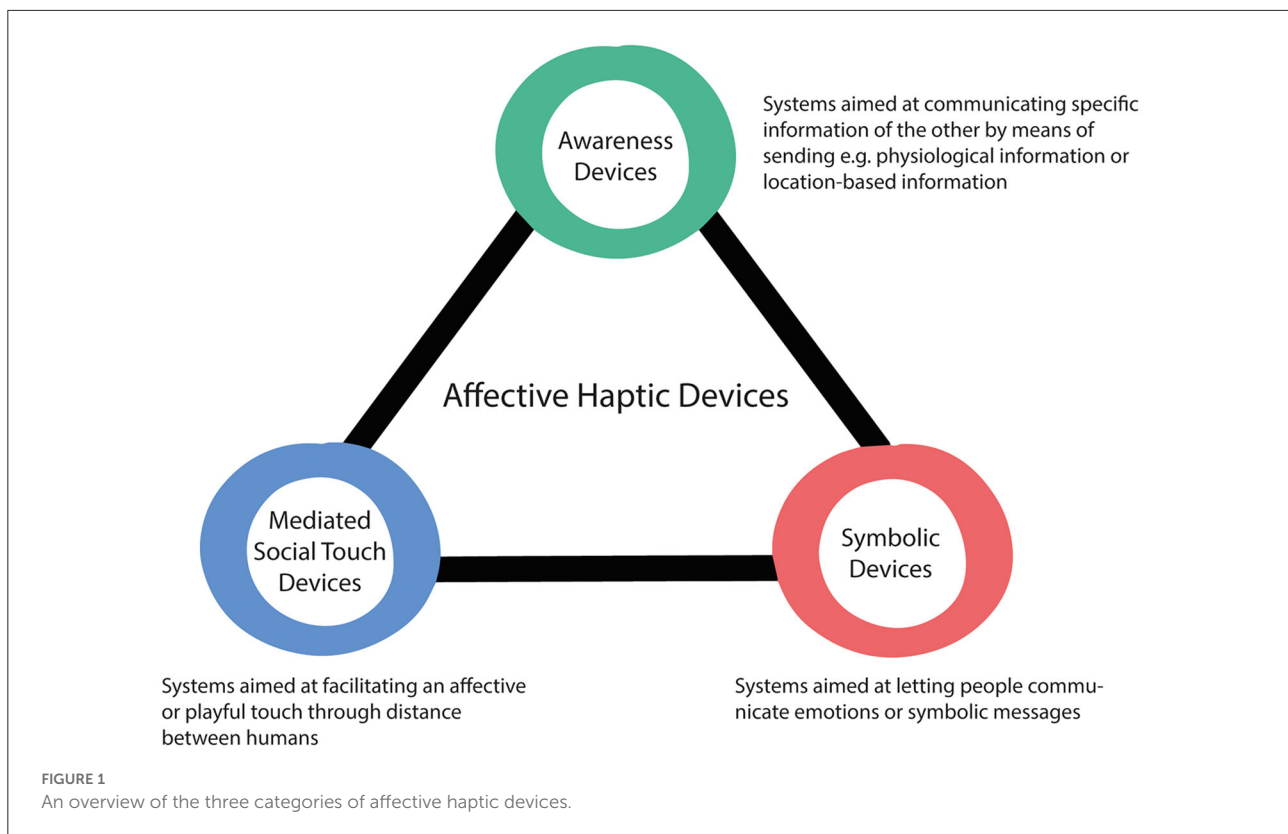 Awareness
Devices
Systems aimed at communicating specific
information of the other by means of
sending e.g. physiological information or
location-based information
Affective Haptic Devices
Mediated
Social Touch
Devices
Symbolic
Devices
Systems aimed at facilitating an affective
or playful touch through distance
between humans
Systems aimed at letting people commu-
nicate emotions or symbolic messages
FIGURE 1
An overview of the three categories of affective haptic devices.